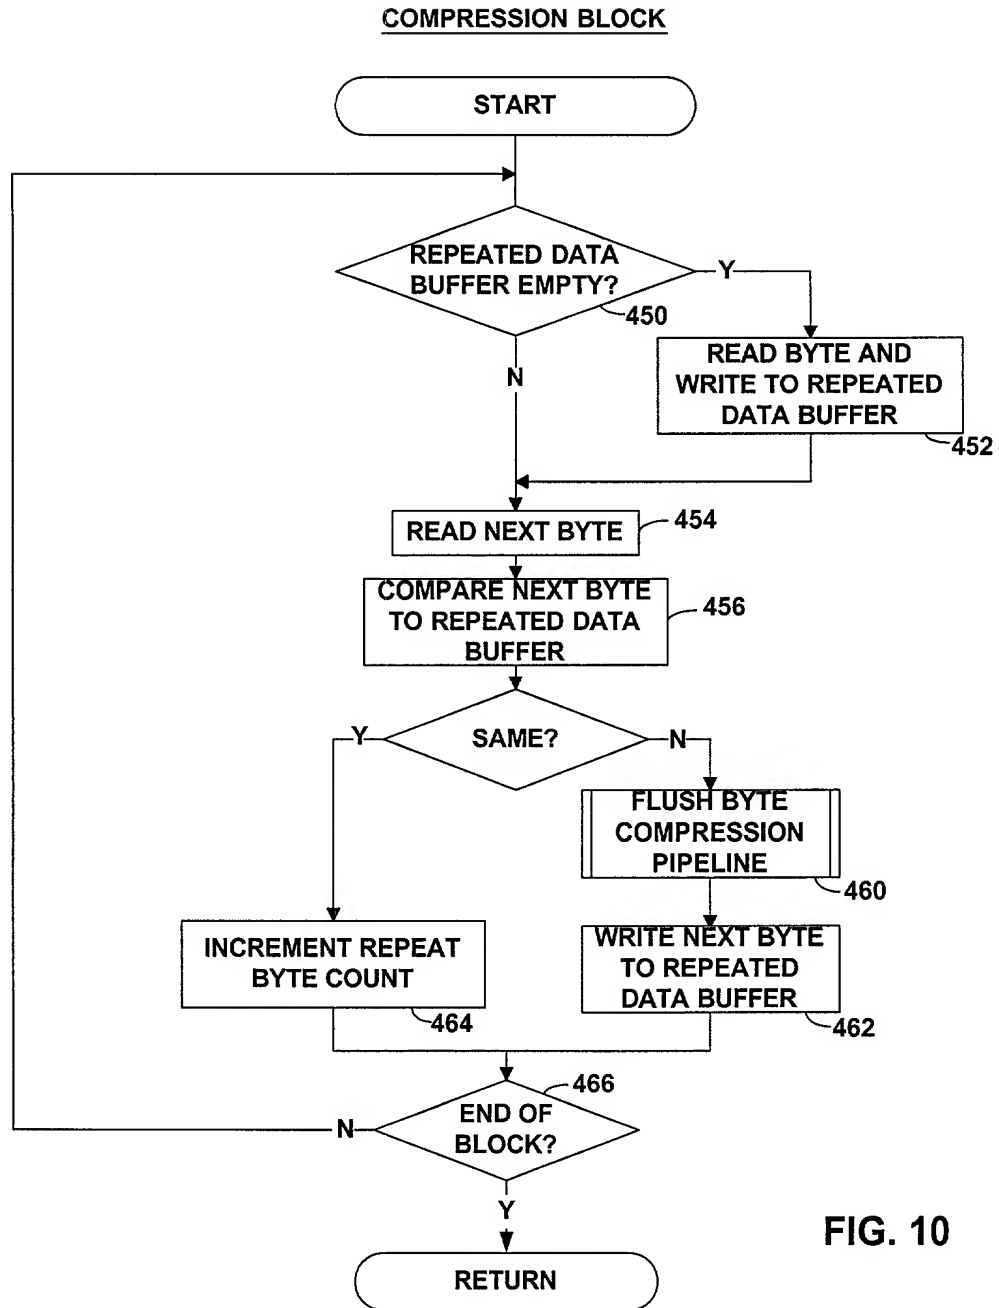 COMPRESSION BLOCK
START
REPEATED DATA
BUFFER EMPTY?
Y
450
N
READ BYTE AND
WRITE TO REPEATED
DATA BUFFER
452
READ NEXT BYTE
454
COMPARE NEXT BYTE
TO REPEATED DATA
BUFFER
456
SAME?
Y
N
FLUSH BYTE
COMPRESSION
PIPELINE
460
INCREMENT REPEAT
BYTE COUNT
464
WRITE NEXT BYTE
TO REPEATED
DATA BUFFER
462
466
END OF
BLOCK?
N
Y
RETURN
FIG. 10